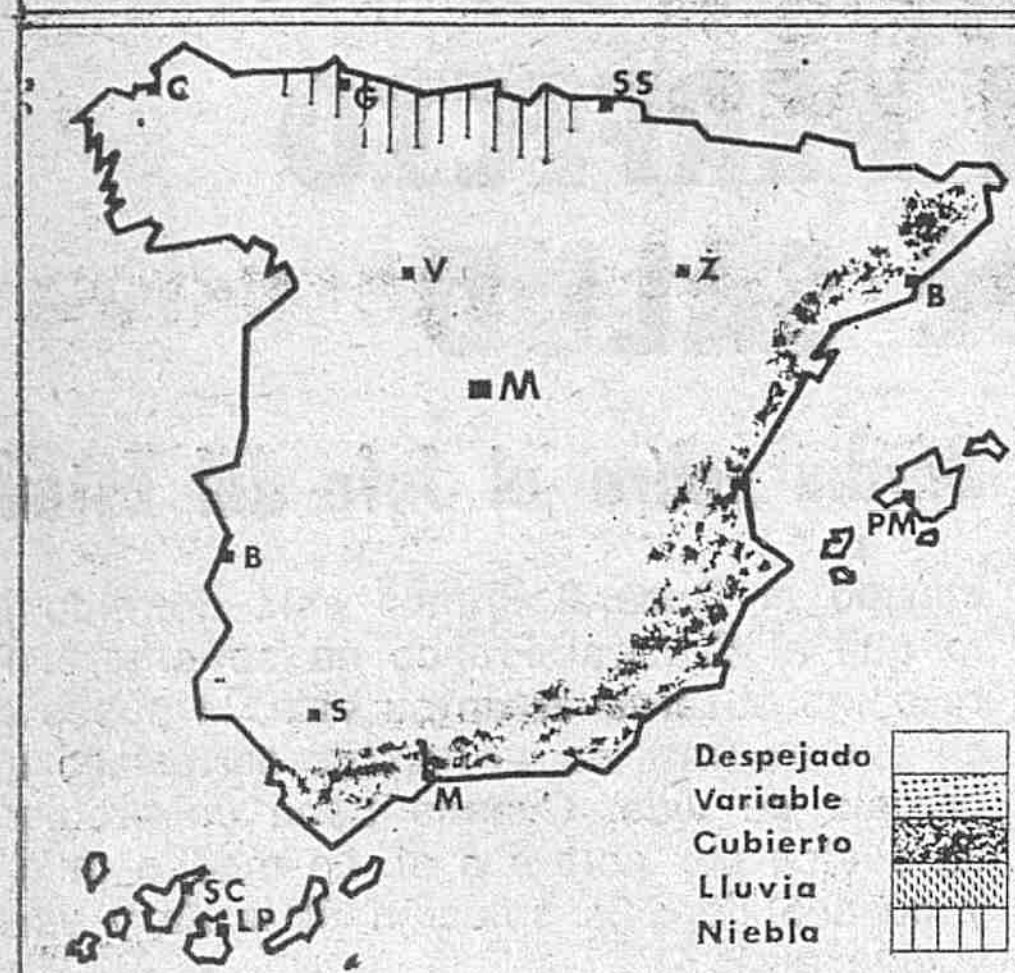 C
G
SS
V
Z
B
M
PM
B
S
M
SC
LP
Despejado
Variable
Cubierto
Lluvia
Niebla